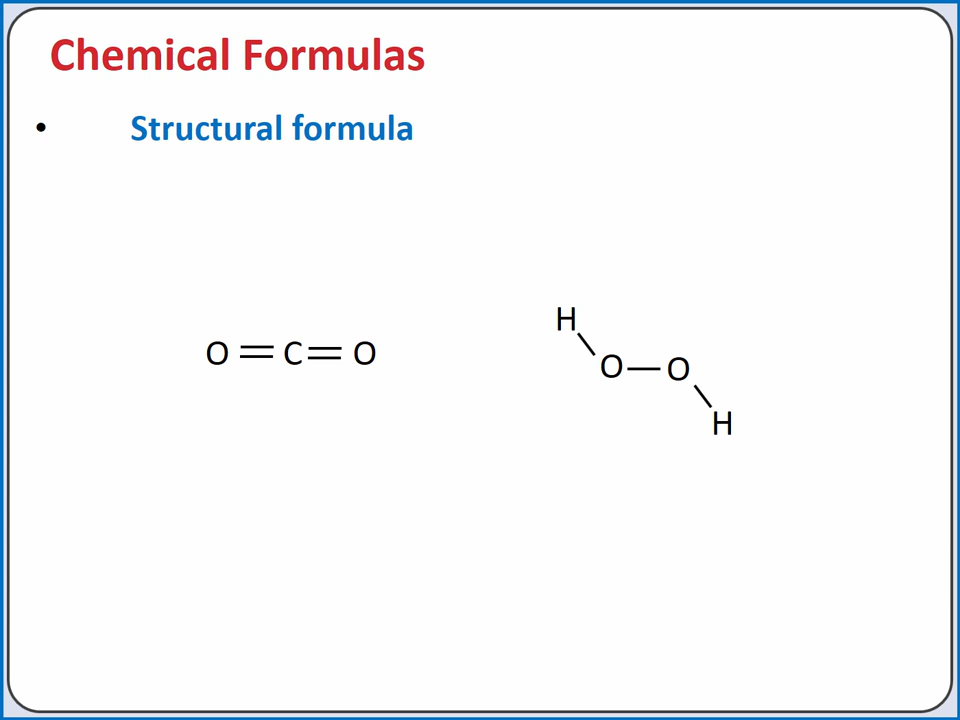 Chemical Formulas
• Structural formula
O = C = O
H
O — O
H